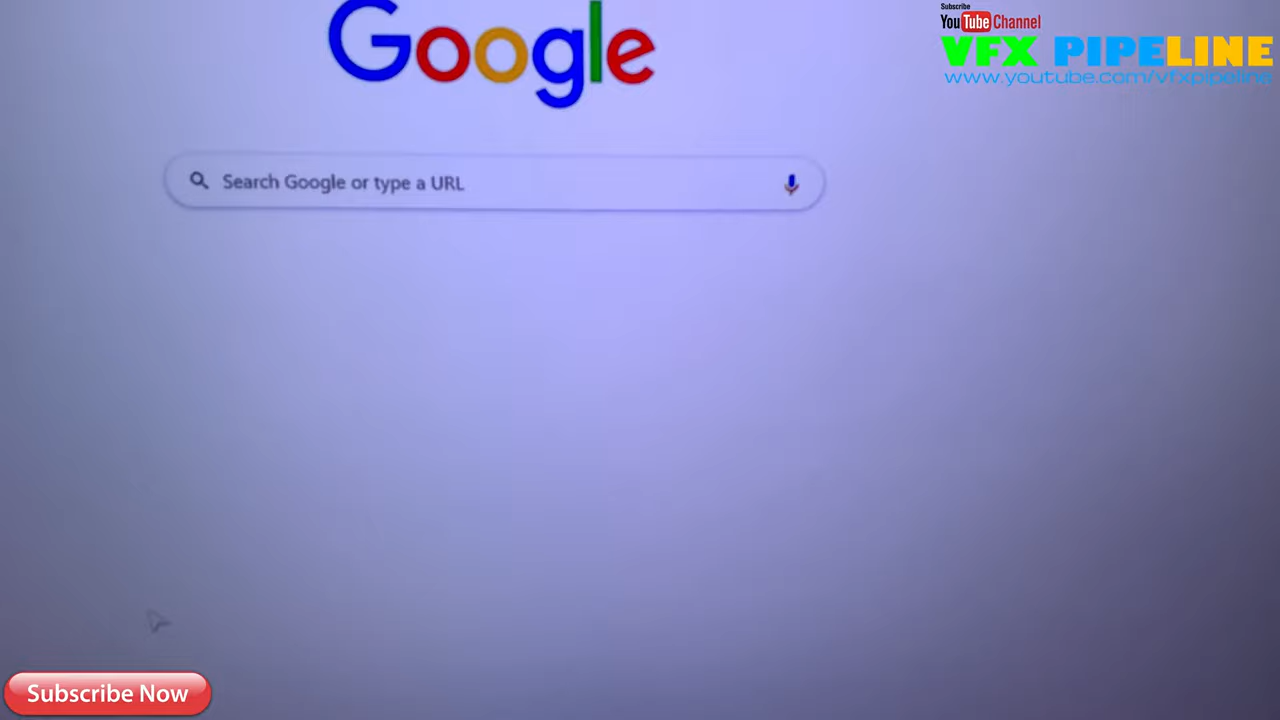 Subscribe
YouTube Channel
VFX PIPELINE
www.youtube.com/vfxpipeline
Google
Search Google or type a URL
Subscribe Now